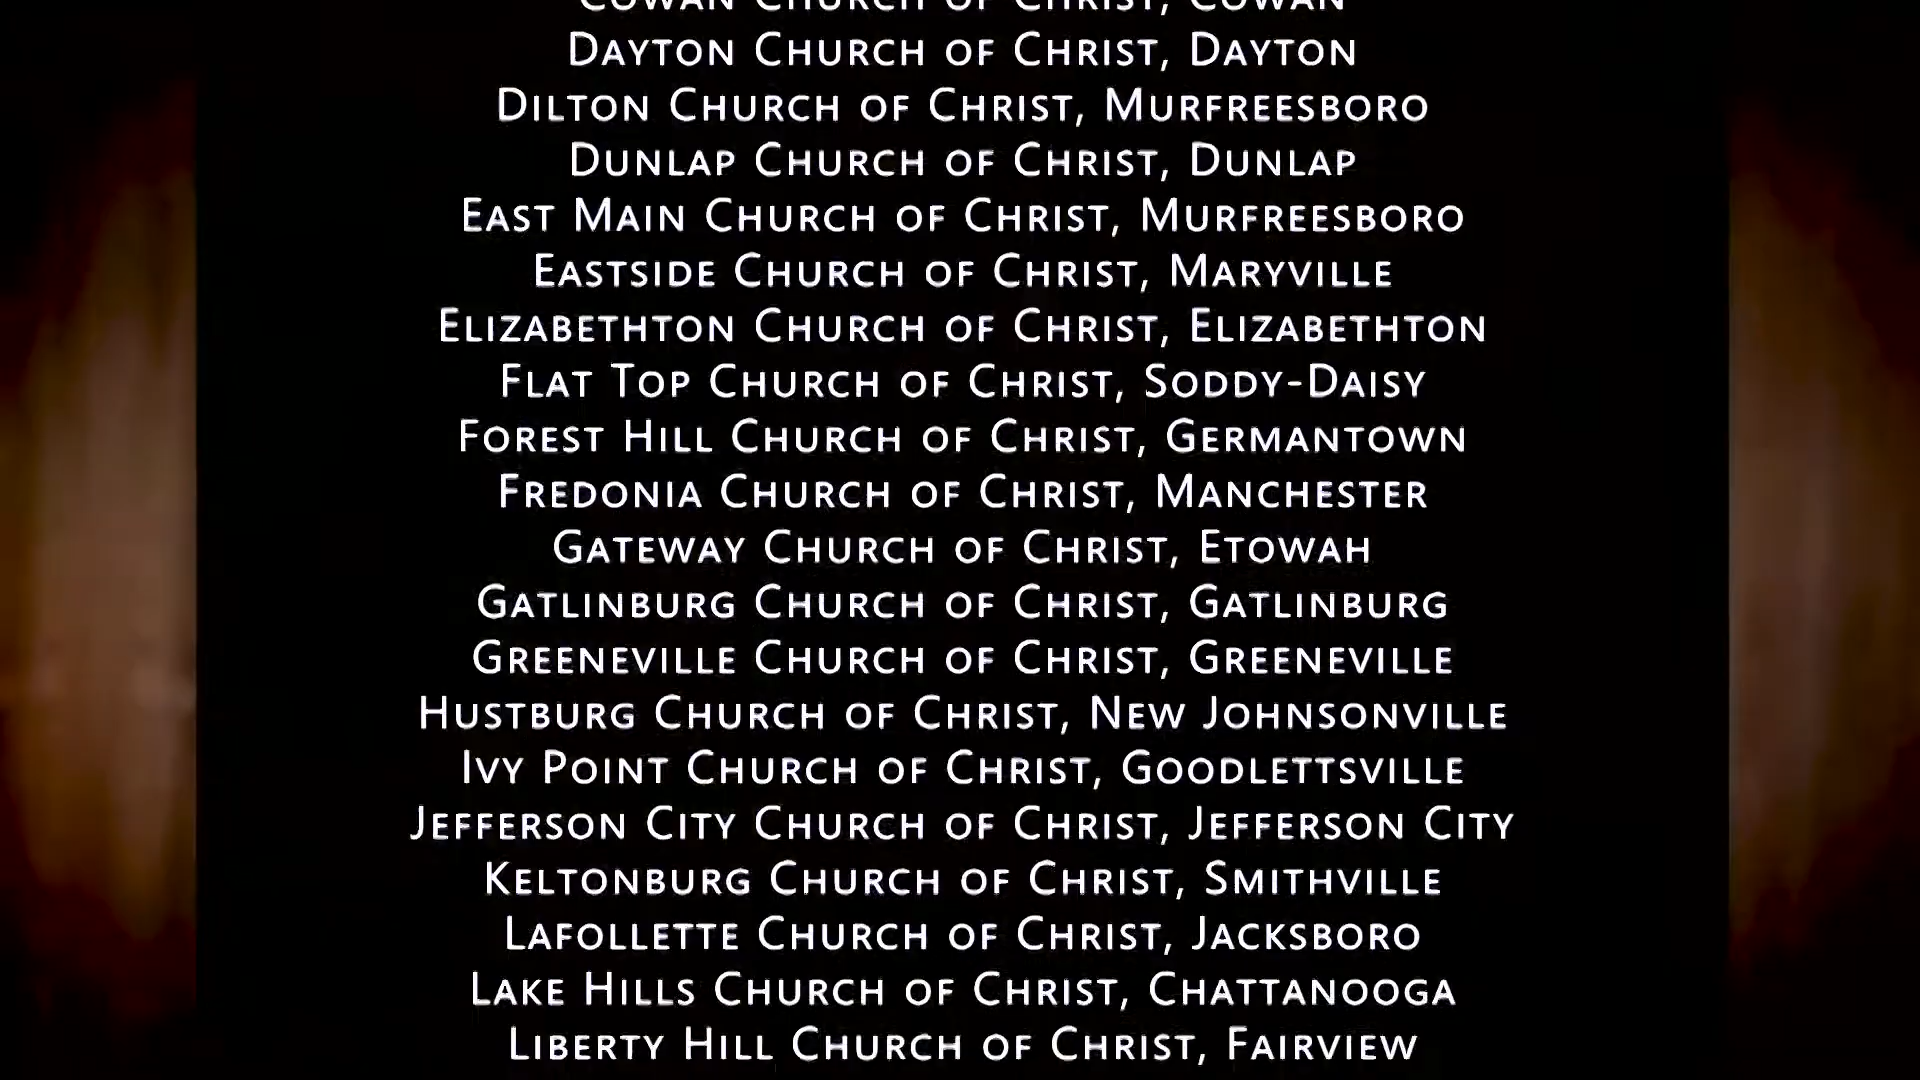 Cowan Church of Christ, Cowan
Dayton Church of Christ, Dayton
Dilton Church of Christ, Murfreesboro
Dunlap Church of Christ, Dunlap
East Main Church of Christ, Murfreesboro
Eastside Church of Christ, Maryville
Elizabethton Church of Christ, Elizabethton
Flat Top Church of Christ, Soddy-Daisy
Forest Hill Church of Christ, Germantown
Fredonia Church of Christ, Manchester
Gateway Church of Christ, Etowah
Gatlinburg Church of Christ, Gatlinburg
Greeneville Church of Christ, Greeneville
Hustburg Church of Christ, New Johnsonville
Ivy Point Church of Christ, Goodlettsville
Jefferson City Church of Christ, Jefferson City
Keltonburg Church of Christ, Smithville
Lafollette Church of Christ, Jacksboro
Lake Hills Church of Christ, Chattanooga
Liberty Hill Church of Christ, Fairview